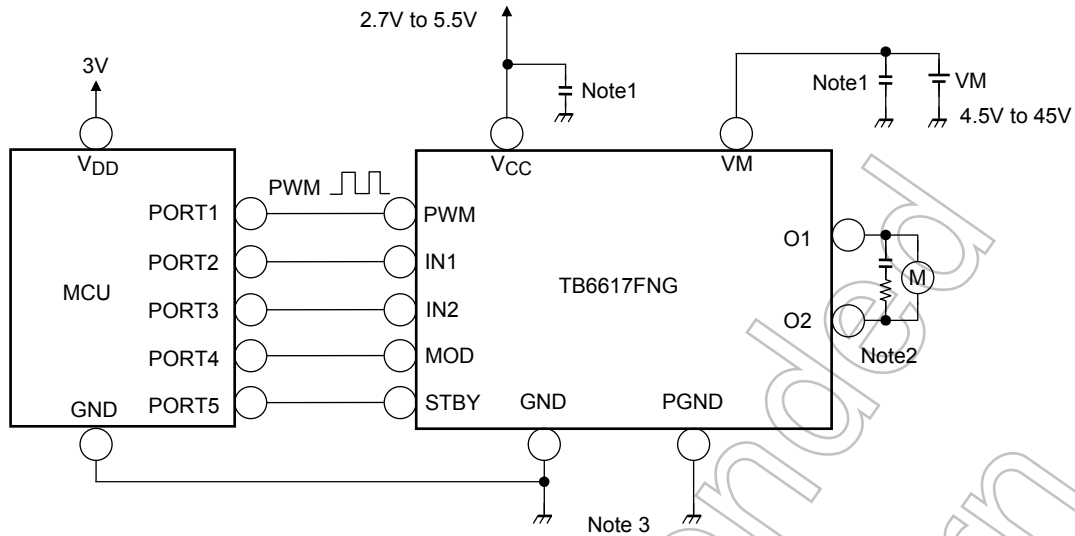 2.7V to 5.5V
3V
Note1
Note1
VM
4.5V to 45V
VDD
VCC
VM
PWM
PORT1
PWM
O1
PORT2
IN1
MCU
TB6617FNG
M
PORT3
IN2
O2
PORT4
MOD
Note2
GND
PORT5
STBY
GND
PGND
Note 3